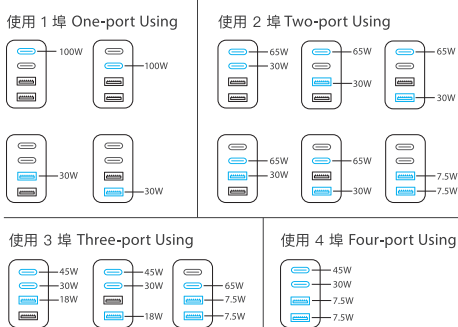 使用 1 埠 One-port Using
100W
100W
30W
30W
使用 2 埠 Two-port Using
65W
30W
65W
30W
65W
30W
65W
30W
65W
30W
7.5W
7.5W
使用 3 埠 Three-port Using
45W
30W
18W
45W
30W
18W
65W
7.5W
7.5W
使用 4 埠 Four-port Using
45W
30W
7.5W
7.5W